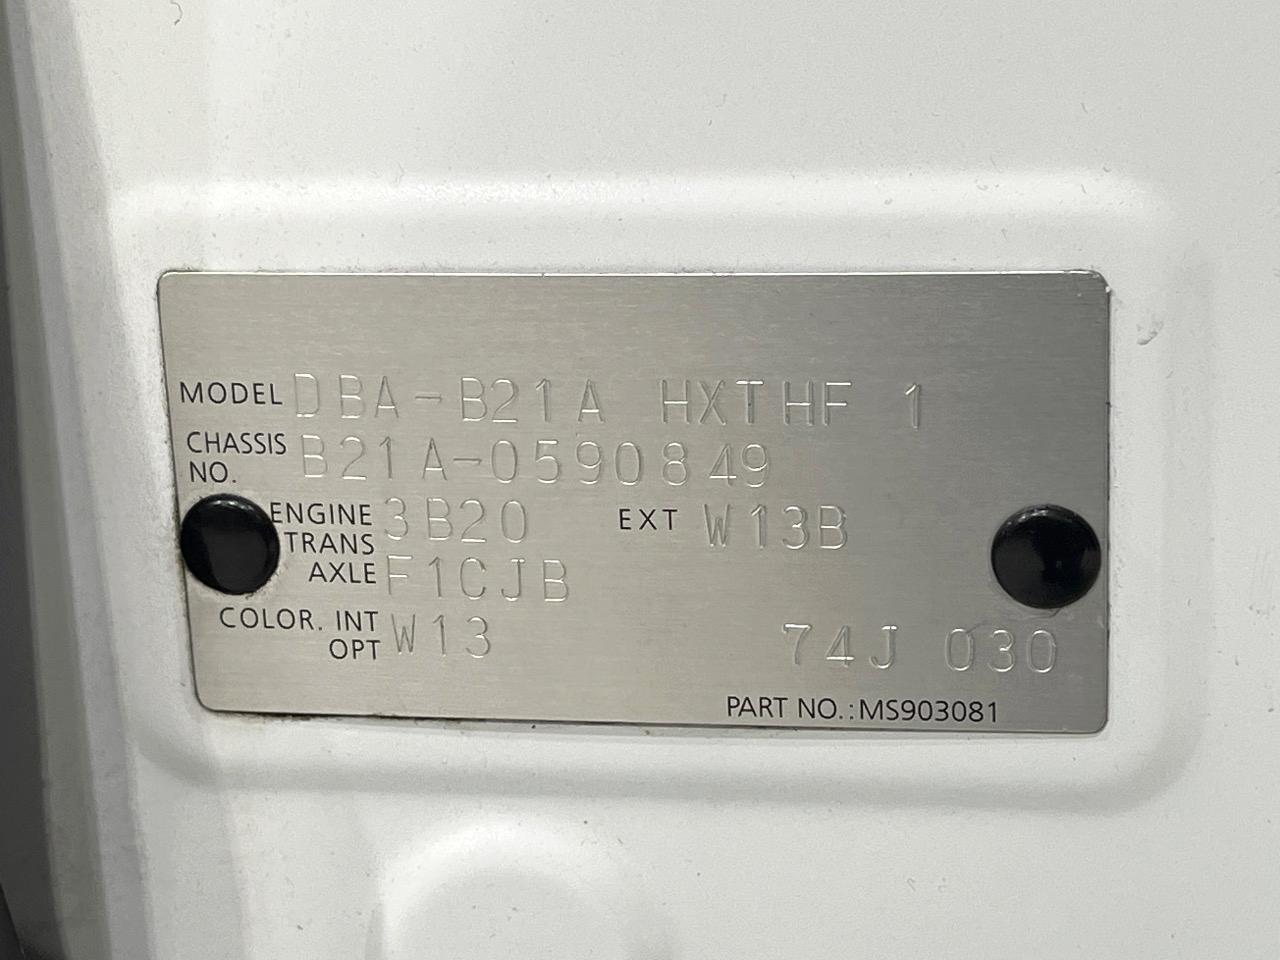 MODEL DBA-B21A HXTHF 1
CHASSIS NO. B21A-0590849
ENGINE 3B20 EXT W13B
TRANS AXLE F1CJB
COLOR. INT OPT W13 74J 030
PART NO.:MS903081